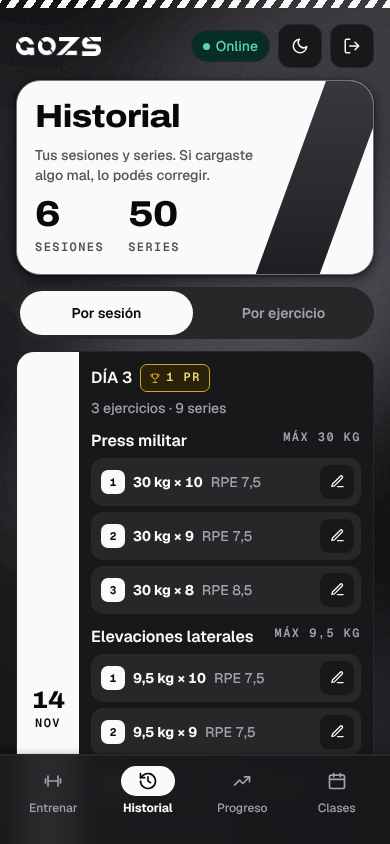 GOZS
Online
Historial
Tus sesiones y series. Si cargaste
algo mal, lo podés corregir.
6 50
SESIONES SERIES
Por sesión Por ejercicio
DÍA 3 1 PR
3 ejercicios · 9 series
Press militar MÁX 30 KG
1 30 kg × 10 RPE 7,5
2 30 kg × 9 RPE 7,5
3 30 kg × 8 RPE 8,5
Elevaciones laterales MÁX 9,5 KG
1 9,5 kg × 10 RPE 7,5
2 9,5 kg × 9 RPE 7,5
14
NOV
Entrenar Historial Progreso Clases